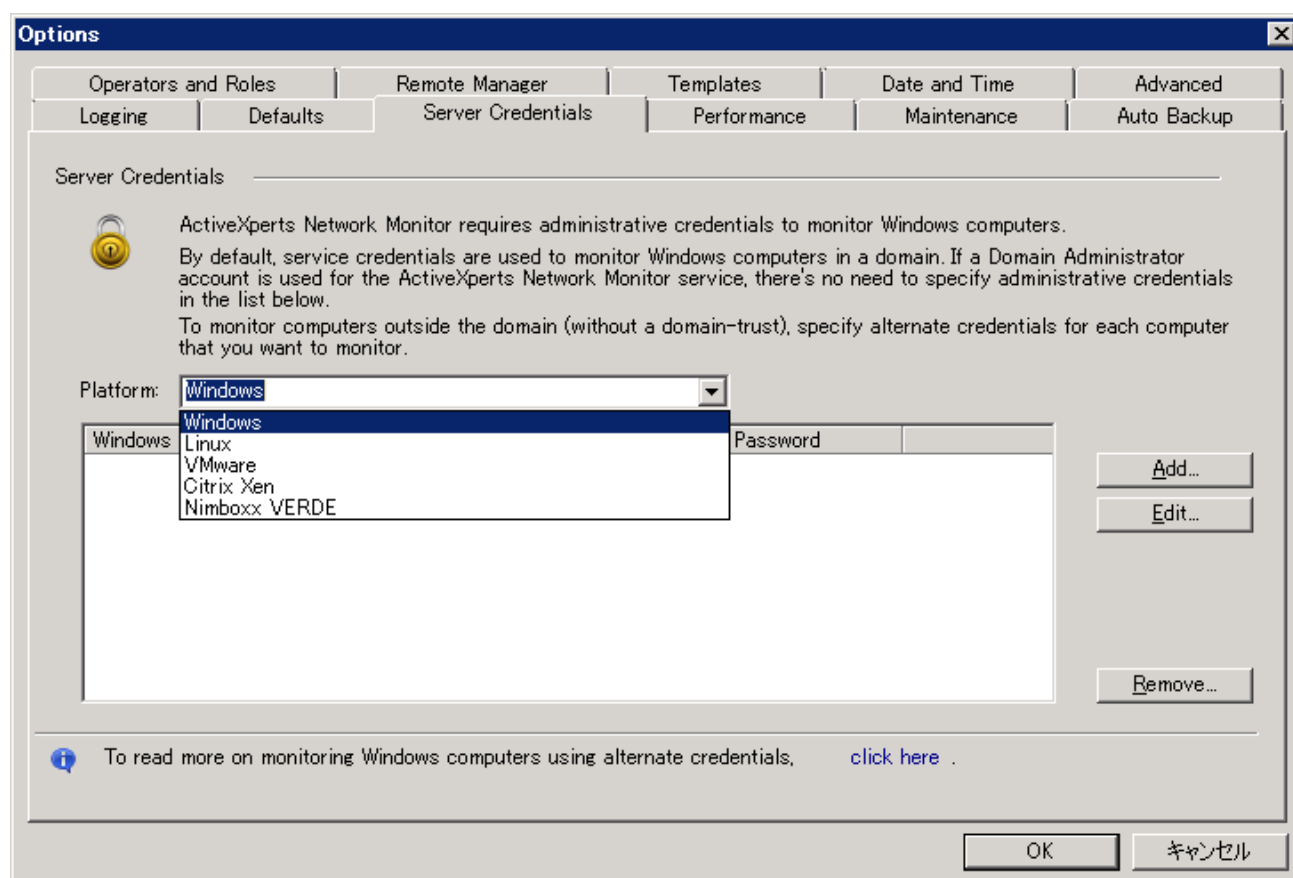 Options
Operators and Roles Remote Manager Templates Date and Time Advanced
Logging Defaults Server Credentials Performance Maintenance Auto Backup
Server Credentials
ActiveXperts Network Monitor requires administrative credentials to monitor Windows computers.
By default, service credentials are used to monitor Windows computers in a domain. If a Domain Administrator
account is used for the ActiveXperts Network Monitor service, there's no need to specify administrative credentials
in the list below.
To monitor computers outside the domain (without a domain-trust), specify alternate credentials for each computer
that you want to monitor.
Platform: Windows
Windows
Windows Password
Linux
VMware
Citrix Xen
Nimboxx VERDE
Add...
Edit...
Remove...
To read more on monitoring Windows computers using alternate credentials, click here .
OK キャンセル